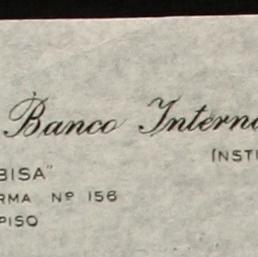 Banco Interna
INSTI
BISA"
RMA Nº 156
PISO